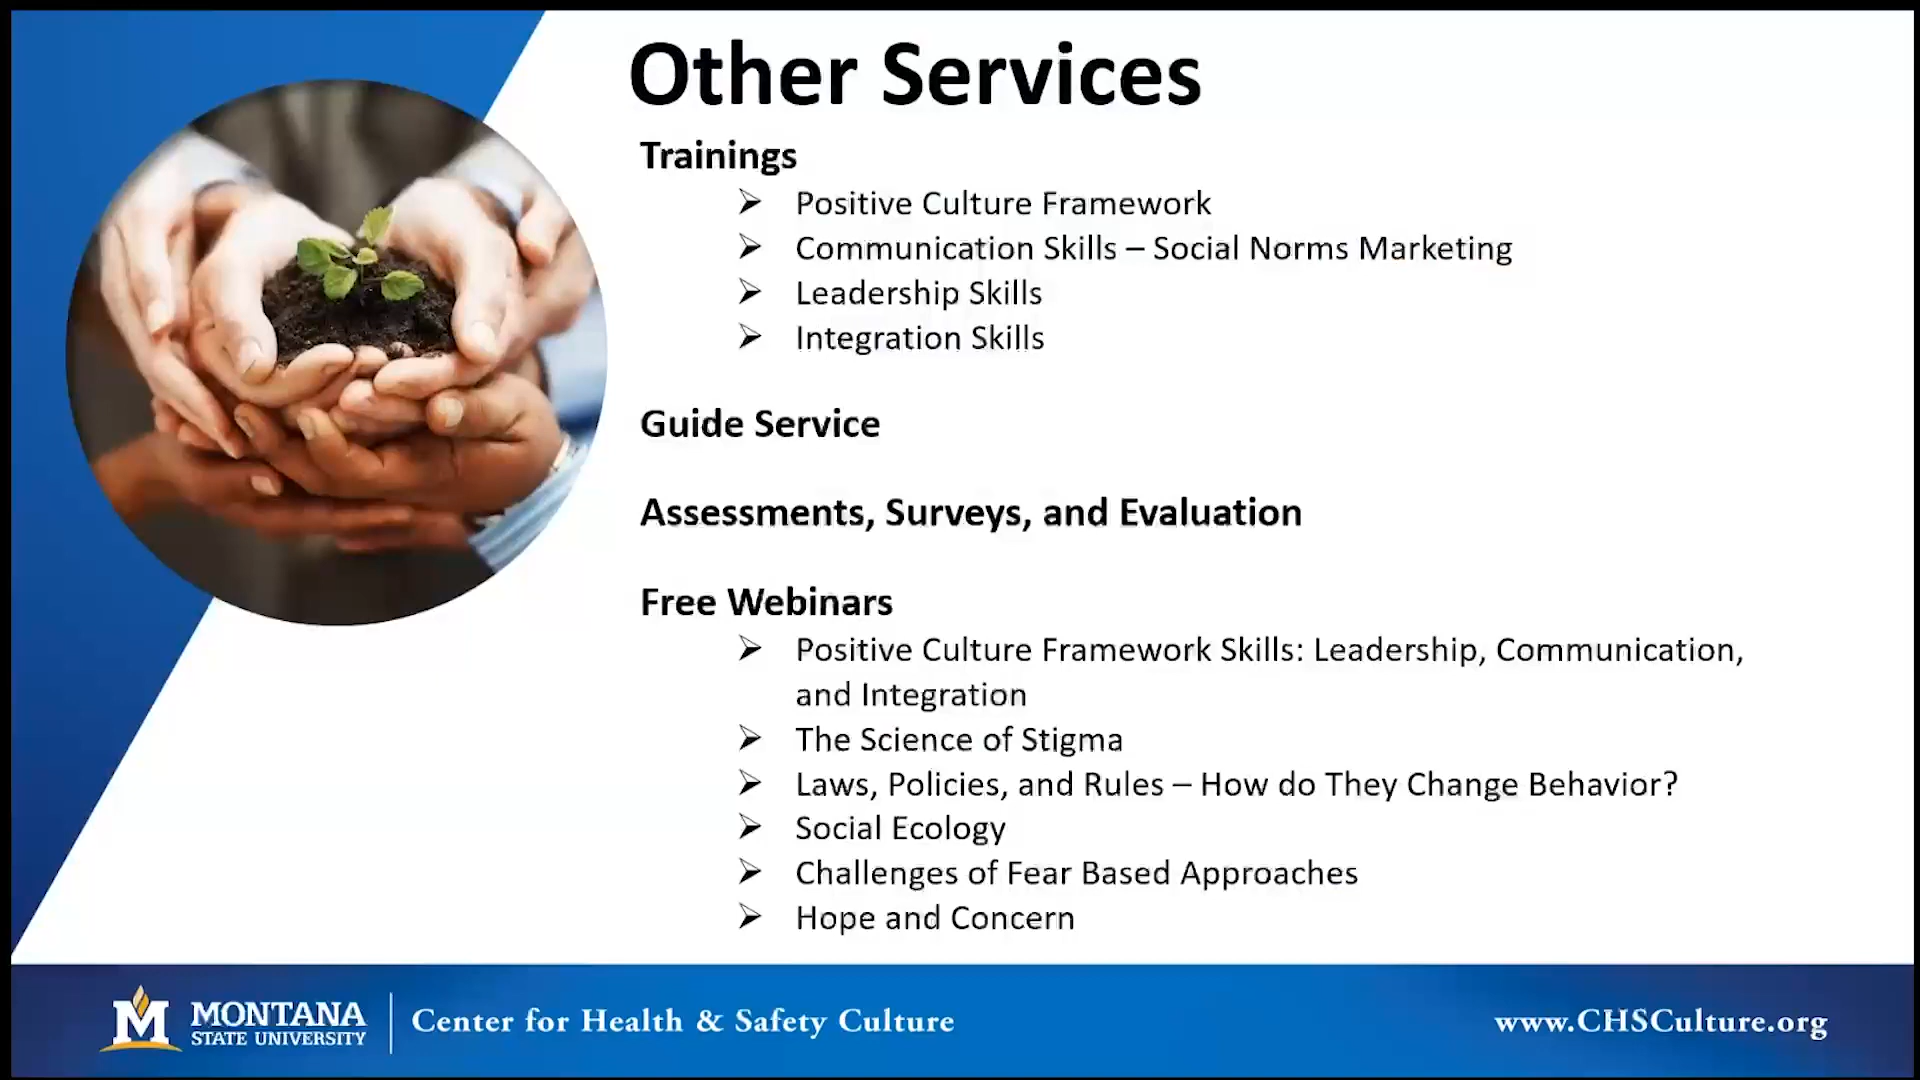 Other Services
Trainings
➢ Positive Culture Framework
➢ Communication Skills – Social Norms Marketing
➢ Leadership Skills
➢ Integration Skills
Guide Service
Assessments, Surveys, and Evaluation
Free Webinars
➢ Positive Culture Framework Skills: Leadership, Communication,
and Integration
➢ The Science of Stigma
➢ Laws, Policies, and Rules – How do They Change Behavior?
➢ Social Ecology
➢ Challenges of Fear Based Approaches
➢ Hope and Concern
M MONTANA
STATE UNIVERSITY
Center for Health & Safety Culture
www.CHSCulture.org